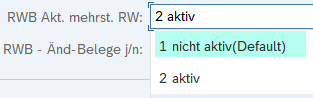 RWB Akt. mehrst. RW: 2 aktiv
1 nicht aktiv(Default)
RWB - Änd-Belege j/n:
2 aktiv